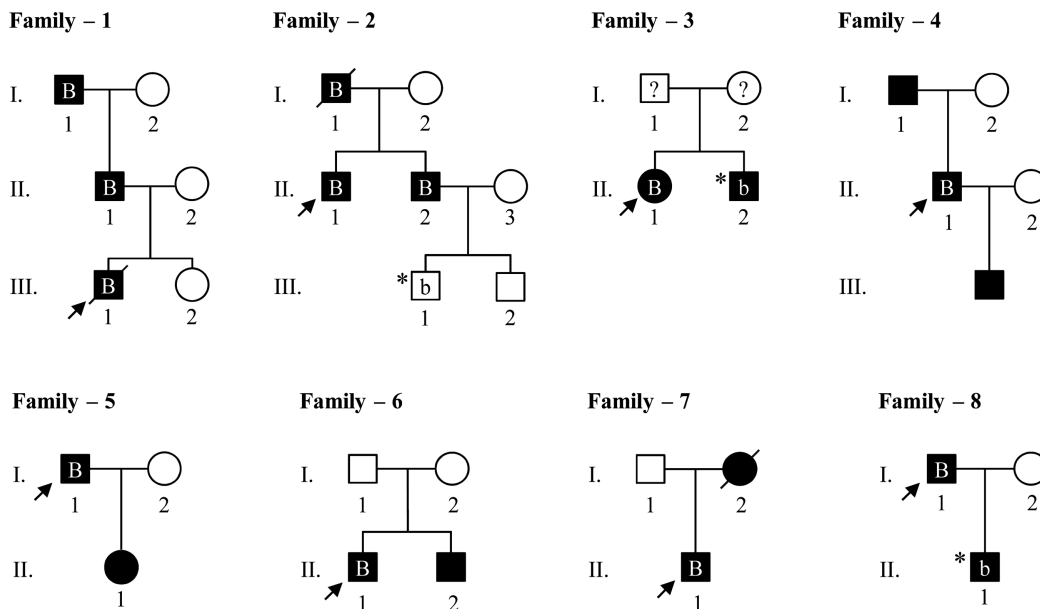 Family – 1 Family – 2 Family – 3 Family – 4
I. B I. B I. ? ? I.
1 2 1 2 1 2 1 2
II. B II. B B II. B * b II. B
1 2 1 2 3 1 2 1 2
III. B III. * b III.
1 2 1 2
Family – 5 Family – 6 Family – 7 Family – 8
I. B I. I. I. B
1 2 1 2 1 2 1 2
II. II. B II. B II. * b
1 1 2 1 1